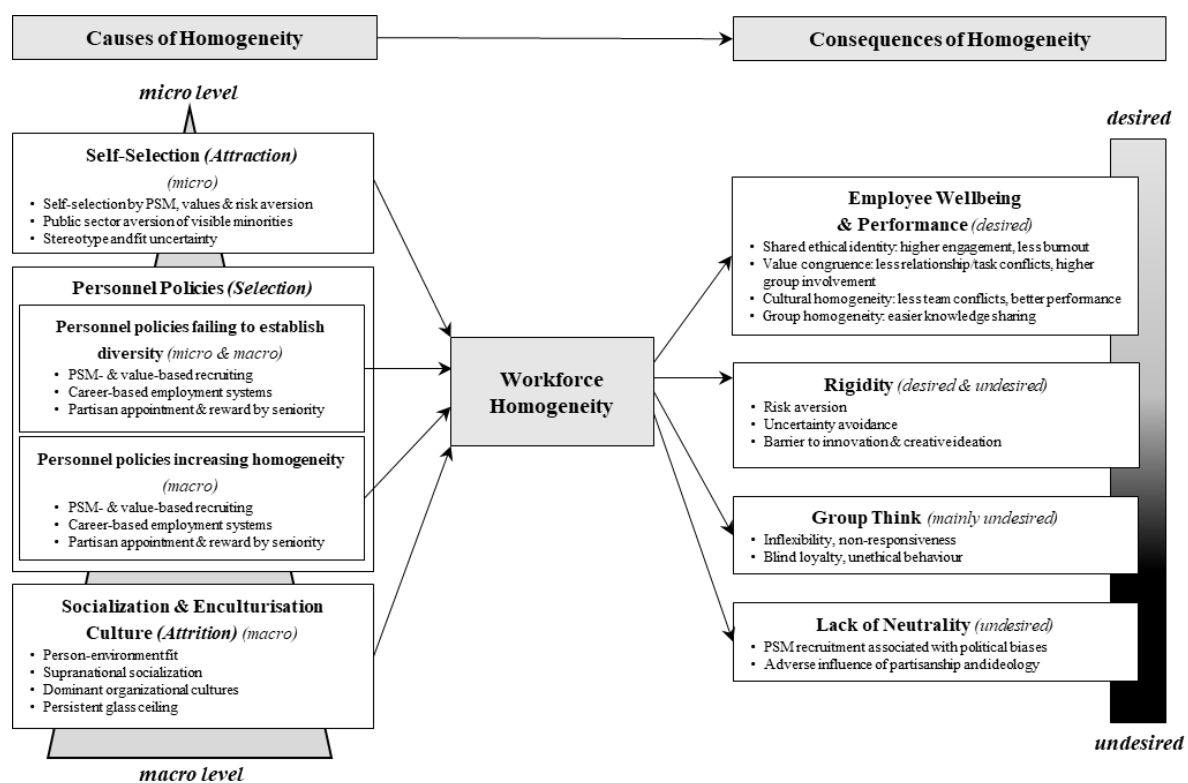 Causes of Homogeneity
Consequences of Homogeneity
micro level
Self-Selection (Attraction)
(micro)
• Self-selection by PSM, values & risk aversion
• Public sector aversion of visible minorities
• Stereotype and fit uncertainty
Personnel Policies (Selection)
Personnel policies failing to establish
diversity (micro & macro)
• PSM- & value-based recruiting
• Career-based employment systems
• Partisan appointment & reward by seniority
Personnel policies increasing homogeneity
(macro)
• PSM- & value-based recruiting
• Career-based employment systems
• Partisan appointment & reward by seniority
Socialization & Enculturisation
Culture (Attrition) (macro)
• Person-environment fit
• Supranational socialization
• Dominant organizational cultures
• Persistent glass ceiling
macro level
Workforce
Homogeneity
desired
Employee Wellbeing
& Performance (desired)
• Shared ethical identity: higher engagement, less burnout
• Value congruence: less relationship/task conflicts, higher
group involvement
• Cultural homogeneity: less team conflicts, better performance
• Group homogeneity: easier knowledge sharing
Rigidity (desired & undesired)
• Risk aversion
• Uncertainty avoidance
• Barrier to innovation & creative ideation
Group Think (mainly undesired)
• Inflexibility, non-responsiveness
• Blind loyalty, unethical behaviour
Lack of Neutrality (undesired)
• PSM recruitment associated with political biases
• Adverse influence of partisanship and ideology
undesired